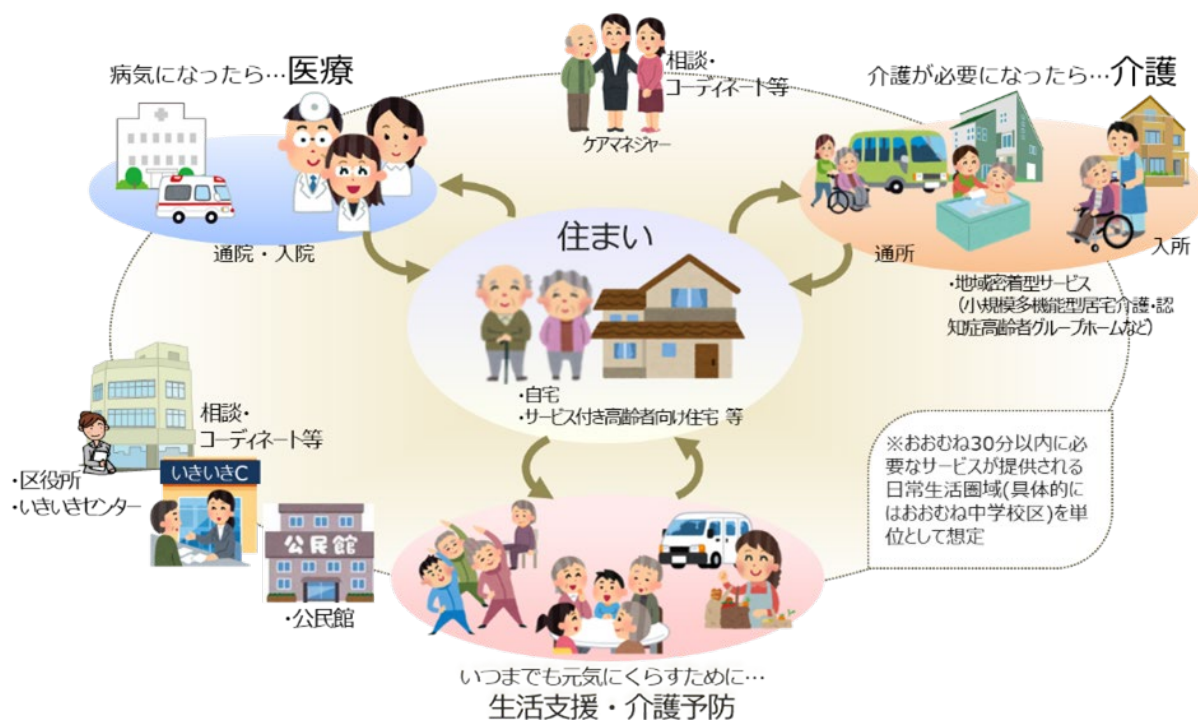 病気になったら…医療
通院・入院
相談・
コーディネート等
ケアマネジャー
介護が必要になったら…介護
通所
入所
・地域密着型サービス
（小規模多機能型居宅介護・認
知症高齢者グループホームなど）
住まい
・自宅
・サービス付き高齢者向け住宅 等
相談・
コーディネート等
・区役所
・いきいきセンター
いきいきC
公民館
・公民館
※おおむね30分以内に必
要なサービスが提供される
日常生活圏域(具体的に
はおおむね中学校区)を単
位として想定
いつまでも元気にくらすために…
生活支援・介護予防